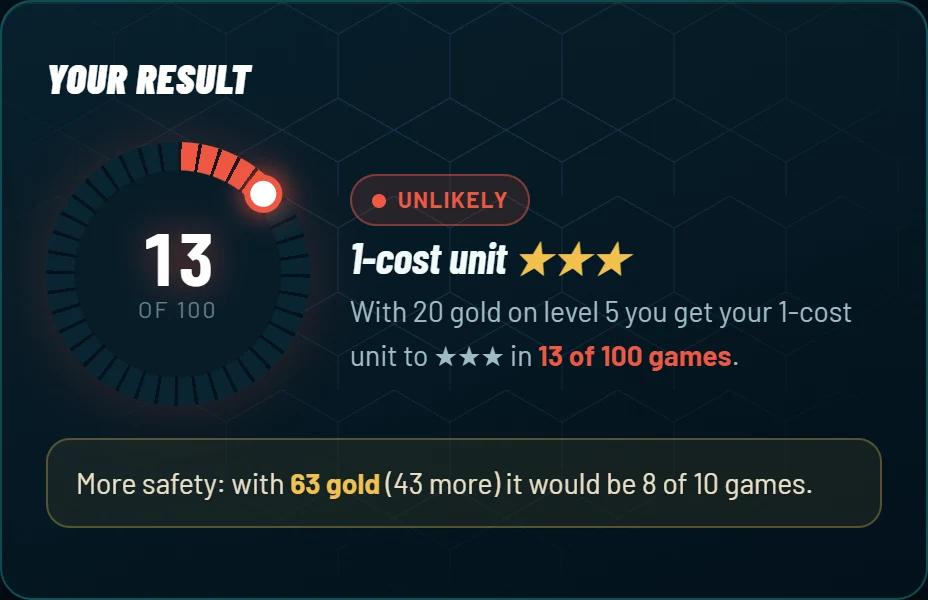 YOUR RESULT
13
OF 100
UNLIKELY
1-cost unit ★★★
With 20 gold on level 5 you get your 1-cost
unit to ★★★ in 13 of 100 games.
More safety: with 63 gold (43 more) it would be 8 of 10 games.